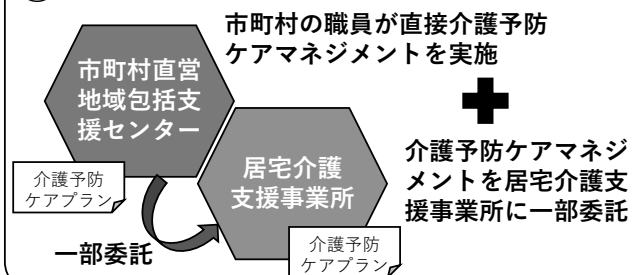 市町村の職員が直接介護予防
ケアマネジメントを実施
市町村直営
地域包括支
援センター
介護予防
ケアプラン
居宅介護
支援事業所
介護予防ケアマネジ
メントを居宅介護支
援事業所に一部委託
一部委託
介護予防
ケアプラン